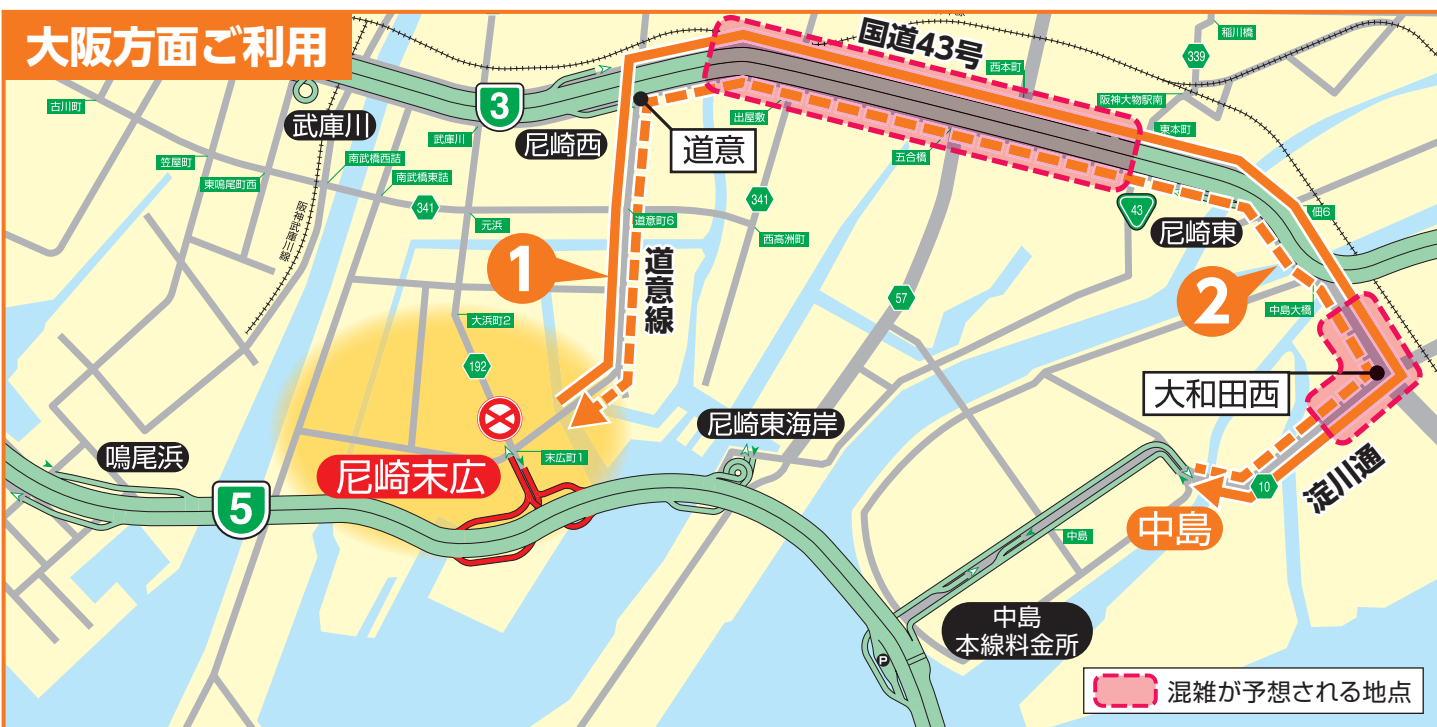 大阪方面ご利用
国道43号
稲川橋
339
西本町
阪神大物駅南
古川町
3
武庫川
武庫川
尼崎西
道意
出屋敷
東本町
五合橋
笠屋町
南武橋西詰
東鳴尾町西
南武橋東詰
341
341
43
阪神武庫川線
元浜
道意町6
西高洲町
尼崎東
佃6
1
道意線
57
2
中島大橋
大浜町2
192
大和田西
尼崎東海岸
鳴尾浜
尼崎末広
末広町1
5
10
淀川通
中島
中島
中島
本線料金所
P
混雑が予想される地点